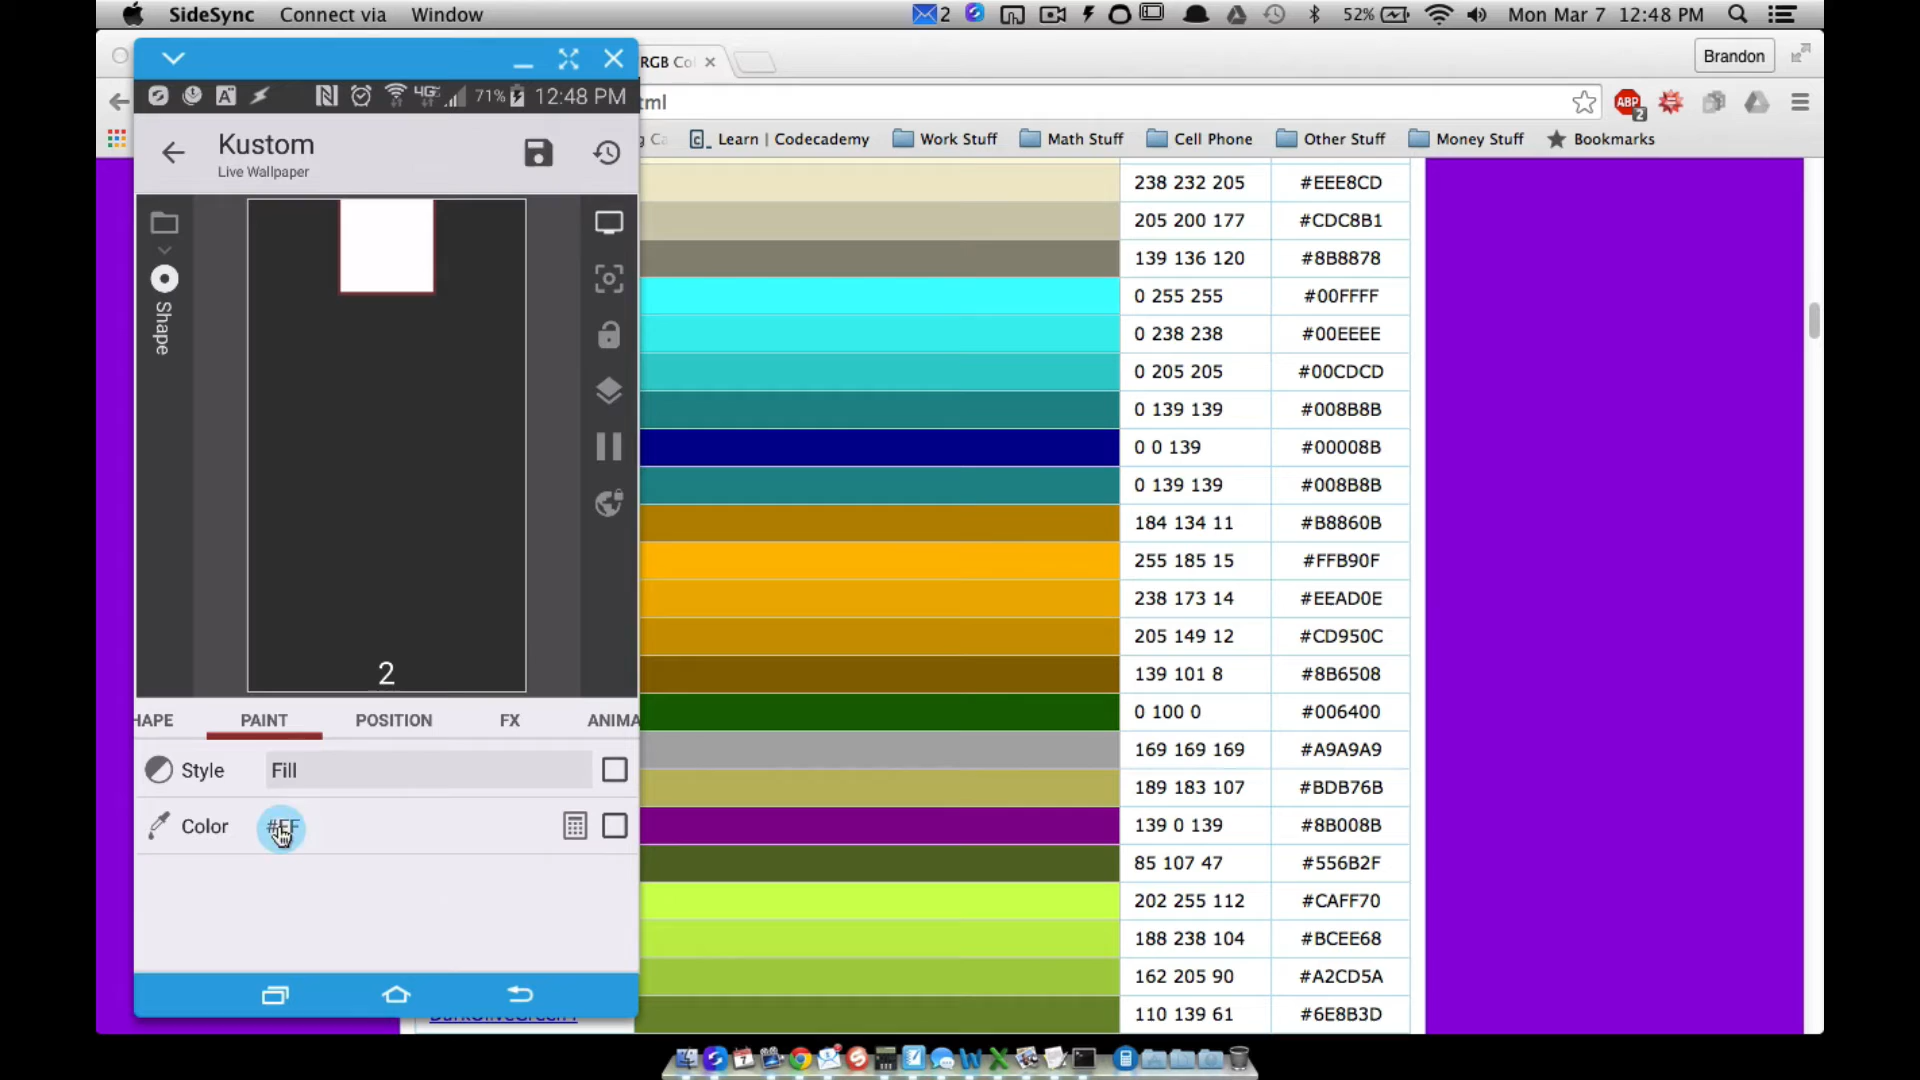 SideSync Connect via Window 2 52% Mon Mar 7 12:48 PM
RGB Col Brandon
71% 12:48 PM
tml ABP 2
Kustom
Live Wallpaper
Learn | Codecademy Work Stuff Math Stuff Cell Phone Other Stuff Money Stuff Bookmarks
Shape
2
HAPE PAINT POSITION FX ANIMA
Style Fill
Color #FF
238 232 205 #EEE8CD
205 200 177 #CDC8B1
139 136 120 #8B8878
0 255 255 #00FFFF
0 238 238 #00EEEE
0 205 205 #00CDCD
0 139 139 #008B8B
0 0 139 #00008B
0 139 139 #008B8B
184 134 11 #B8860B
255 185 15 #FFB90F
238 173 14 #EEAD0E
205 149 12 #CD950C
139 101 8 #8B6508
0 100 0 #006400
169 169 169 #A9A9A9
189 183 107 #BDB76B
139 0 139 #8B008B
85 107 47 #556B2F
202 255 112 #CAFF70
188 238 104 #BCEE68
162 205 90 #A2CD5A
110 139 61 #6E8B3D
DarkOliveGreen4